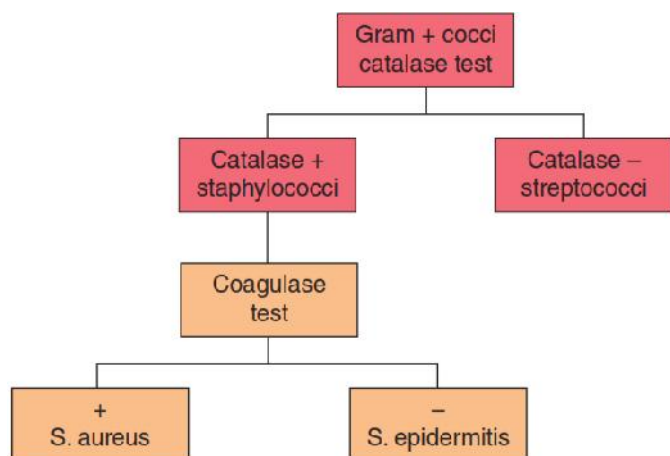 Gram + cocci
catalase test
Catalase +
staphylococci
Catalase –
streptococci
Coagulase
test
+
S. aureus
–
S. epidermitis